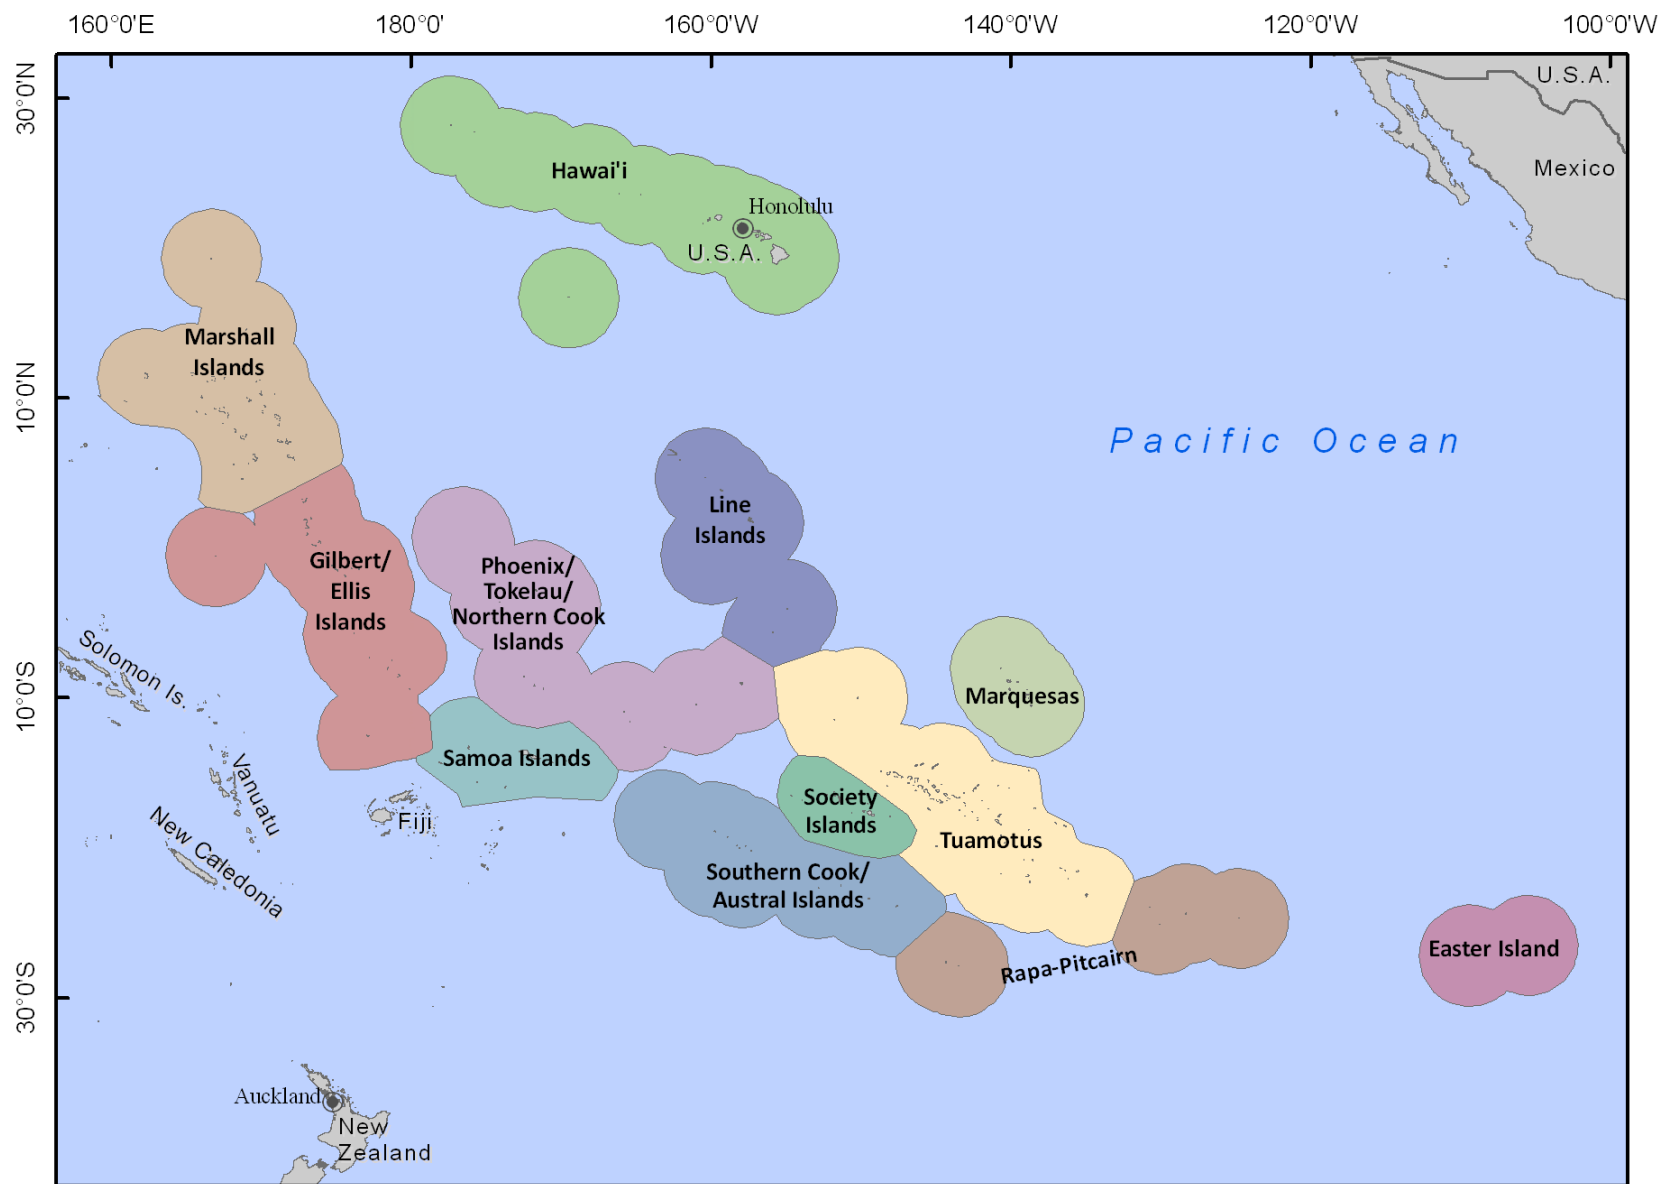 160°0'E
180°0'
160°0'W
140°0'W
120°0'W
100°0'W
30°0'N
10°0'N
10°0'S
30°0'S
U.S.A.
Mexico
Hawai'i
Honolulu
U.S.A.
Marshall
Islands
Pacific Ocean
Line
Islands
Gilbert/
Ellis
Islands
Phoenix/
Tokelau/
Northern Cook
Islands
Solomon Is.
Marquesas
Samoa Islands
Vanuatu
Fiji
New Caledonia
Society
Islands
Tuamotus
Southern Cook/
Austral Islands
Rapa-Pitcairn
Easter Island
Auckland
New
Zealand